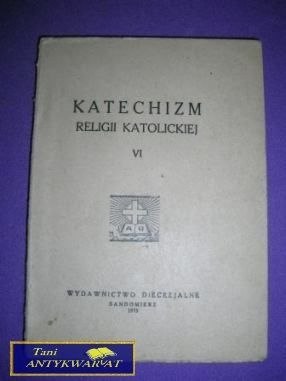 KATECHIZM
RELIGII KATOLICKIEJ
VI
WYDAWNICTWO DIECEZJALNE
SANDOMIERZ
Tani
ANTYKWARIAT